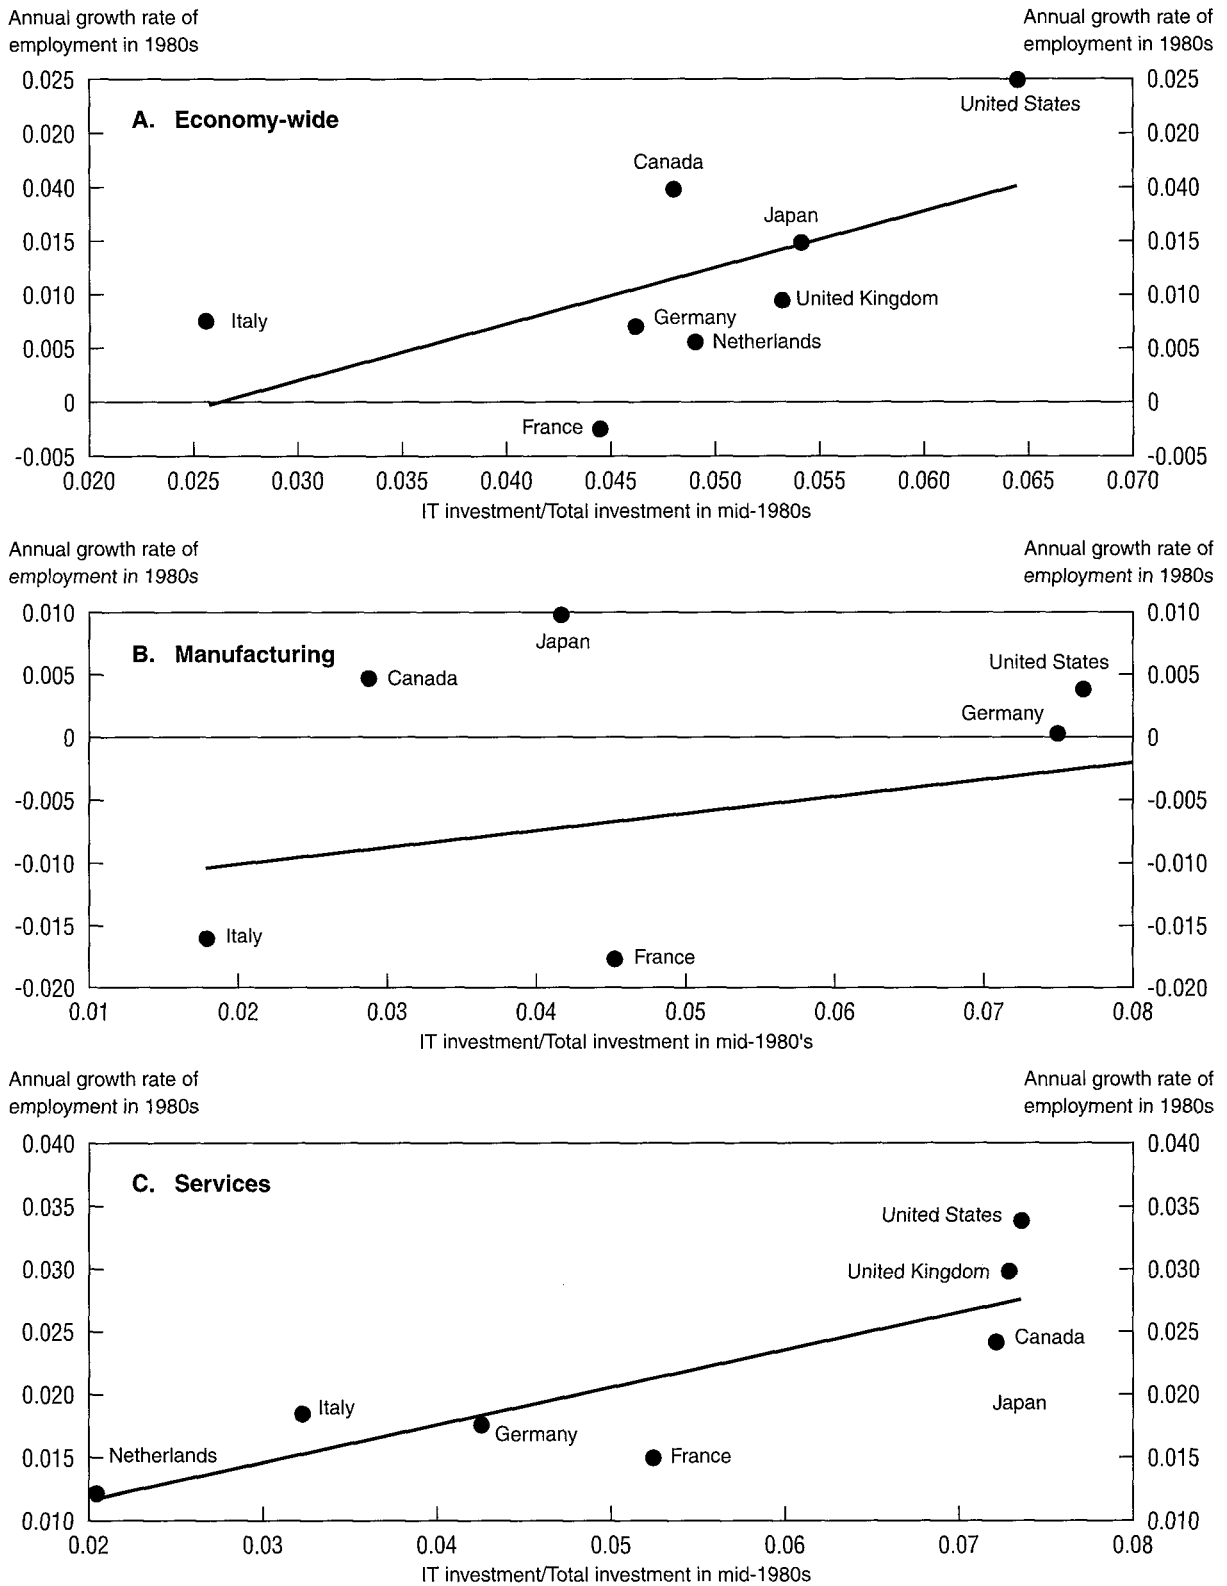 Annual growth rate of
employment in 1980s
Annual growth rate of
employment in 1980s
A. Economy-wide
0.025
0.020
0.040
0.015
0.010
0.005
0
-0.005
0.025
0.020
0.040
0.015
0.010
0.005
0
-0.005
United States
Canada
Japan
United Kingdom
Italy
Germany
Netherlands
France
0.020 0.025 0.030 0.035 0.040 0.045 0.050 0.055 0.060 0.065 0.070
IT investment/Total investment in mid-1980s
Annual growth rate of
employment in 1980s
Annual growth rate of
employment in 1980s
B. Manufacturing
0.010
0.005
0
-0.005
-0.010
-0.015
-0.020
0.010
0.005
0
-0.005
-0.010
-0.015
-0.020
Japan
United States
Canada
Germany
Italy
France
0.01 0.02 0.03 0.04 0.05 0.06 0.07 0.08
IT investment/Total investment in mid-1980's
Annual growth rate of
employment in 1980s
Annual growth rate of
employment in 1980s
C. Services
0.040
0.035
0.030
0.025
0.020
0.015
0.010
0.040
0.035
0.030
0.025
0.020
0.015
0.010
United States
United Kingdom
Canada
Japan
Italy
Germany
Netherlands
France
0.02 0.03 0.04 0.05 0.06 0.07 0.08
IT investment/Total investment in mid-1980s